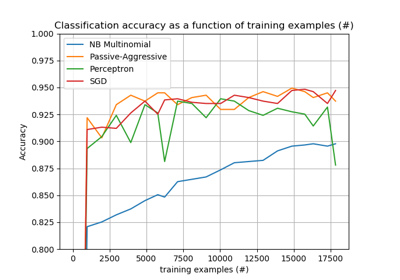 Classification accuracy as a function of training examples (#)
1.000
0.975
0.950
0.925
0.900
0.875
0.850
0.825
0.800
Accuracy
NB Multinomial
Passive-Aggressive
Perceptron
SGD
0 2500 5000 7500 10000 12500 15000 17500
training examples (#)